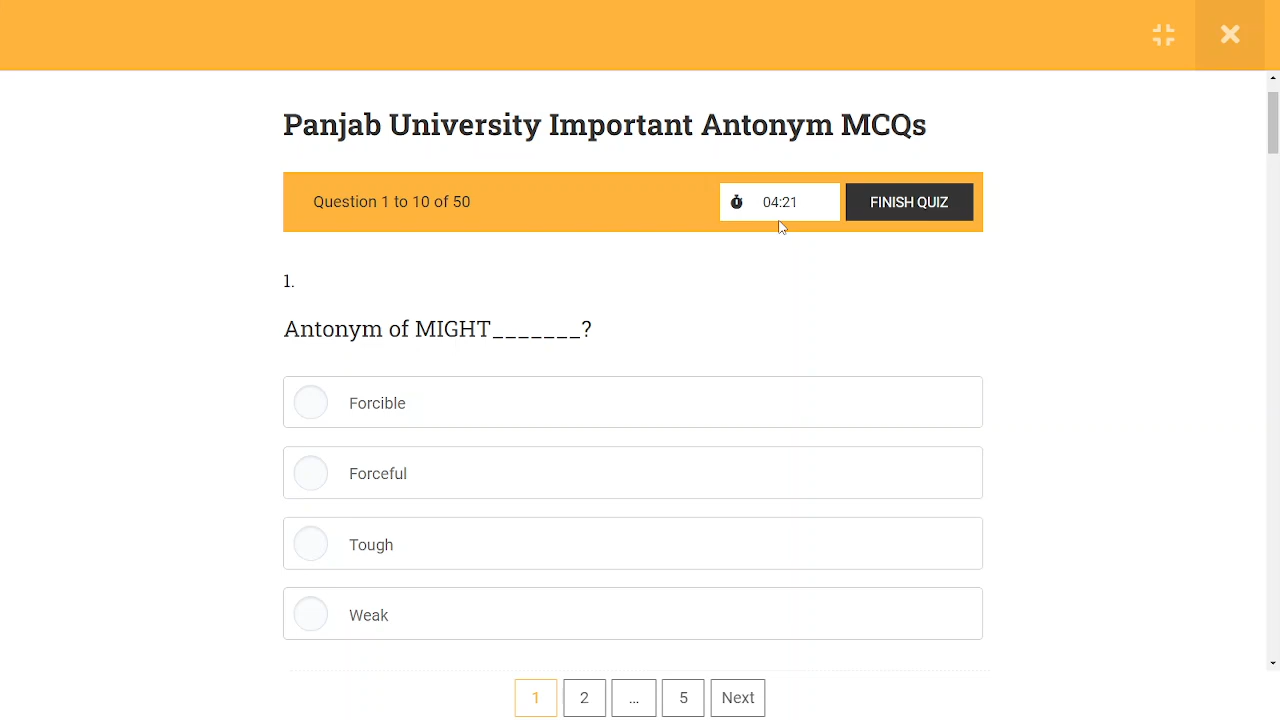 Panjab University Important Antonym MCQs
Question 1 to 10 of 50
04:21
FINISH QUIZ
1.
Antonym of MIGHT_______?
Forcible
Forceful
Tough
Weak
1 2 ... 5 Next